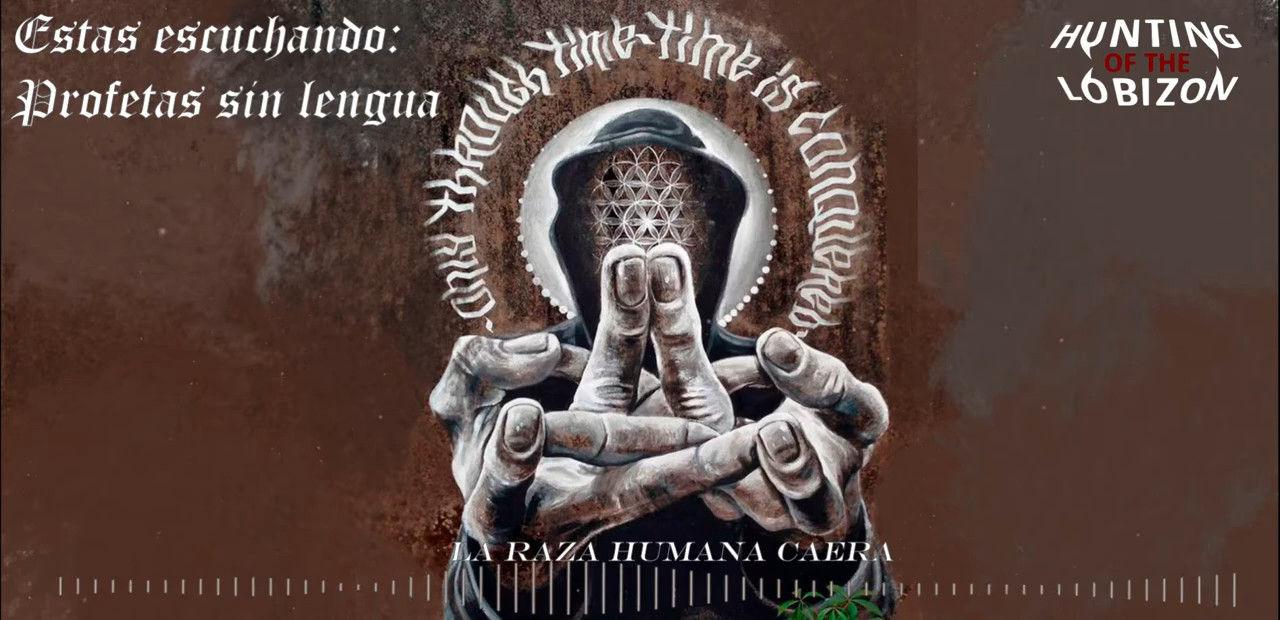 Estas escuchando:
Profetas sin lengua
HUNTING
OF THE
LOBIZON
only through time time is conquered
LA RAZA HUMANA CAERA